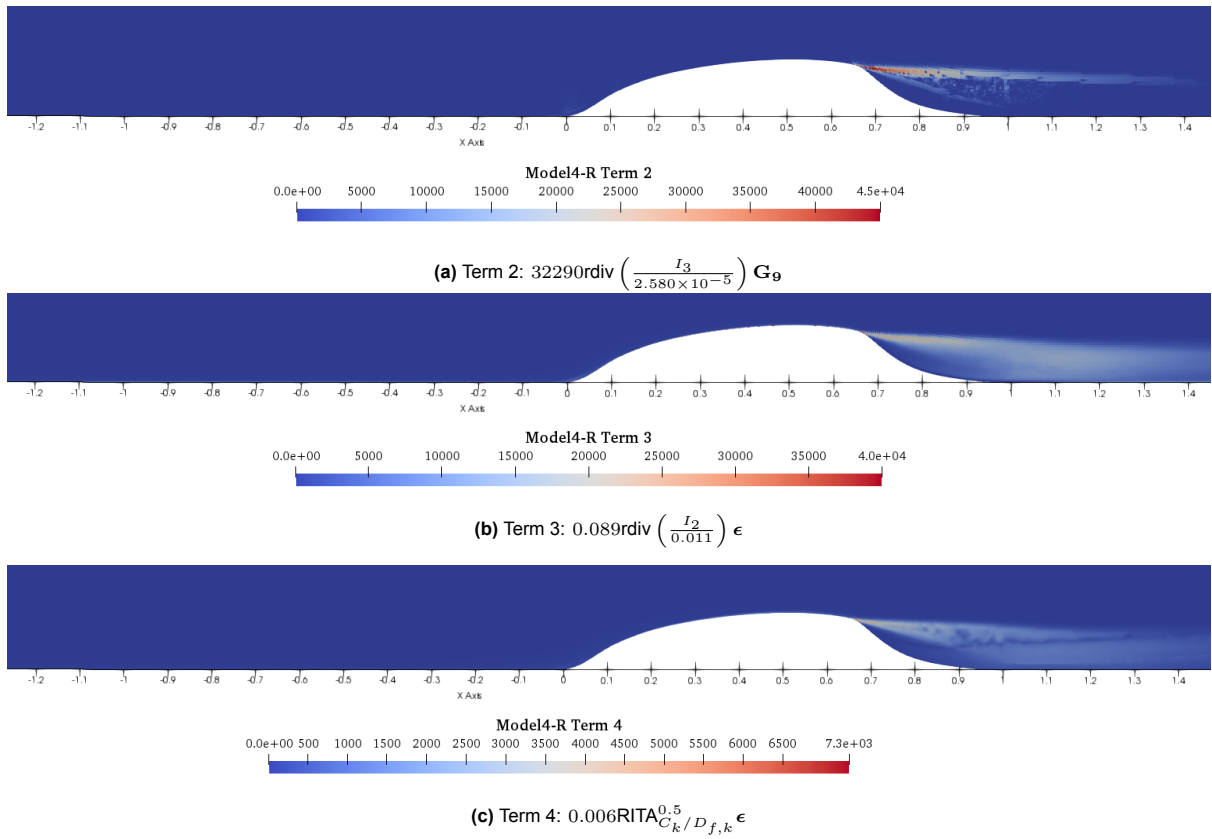 -1.2 -1.1 -1 -0.9 -0.8 -0.7 -0.6 -0.5 -0.4 -0.3 -0.2 -0.1 0 0.1 0.2 0.3 0.4 0.5 0.6 0.7 0.8 0.9 1 1.1 1.2 1.3 1.4
X Axis
Model4-R Term 2
0.0e+00 5000 10000 15000 20000 25000 30000 35000 40000 4.5e+04
(a) Term 2: 32290rdiv (I_3 / 2.580×10^−5) G_9
-1.2 -1.1 -1 -0.9 -0.8 -0.7 -0.6 -0.5 -0.4 -0.3 -0.2 -0.1 0 0.1 0.2 0.3 0.4 0.5 0.6 0.7 0.8 0.9 1 1.1 1.2 1.3 1.4
X Axis
Model4-R Term 3
0.0e+00 5000 10000 15000 20000 25000 30000 35000 4.0e+04
(b) Term 3: 0.089rdiv (I_2 / 0.011) ϵ
-1.2 -1.1 -1 -0.9 -0.8 -0.7 -0.6 -0.5 -0.4 -0.3 -0.2 -0.1 0 0.1 0.2 0.3 0.4 0.5 0.6 0.7 0.8 0.9 1 1.1 1.2 1.3 1.4
X Axis
Model4-R Term 4
0.0e+00 500 1000 1500 2000 2500 3000 3500 4000 4500 5000 5500 6000 6500 7.3e+03
(c) Term 4: 0.006RITA^0.5_{C_k/D_{f,k}} ϵ